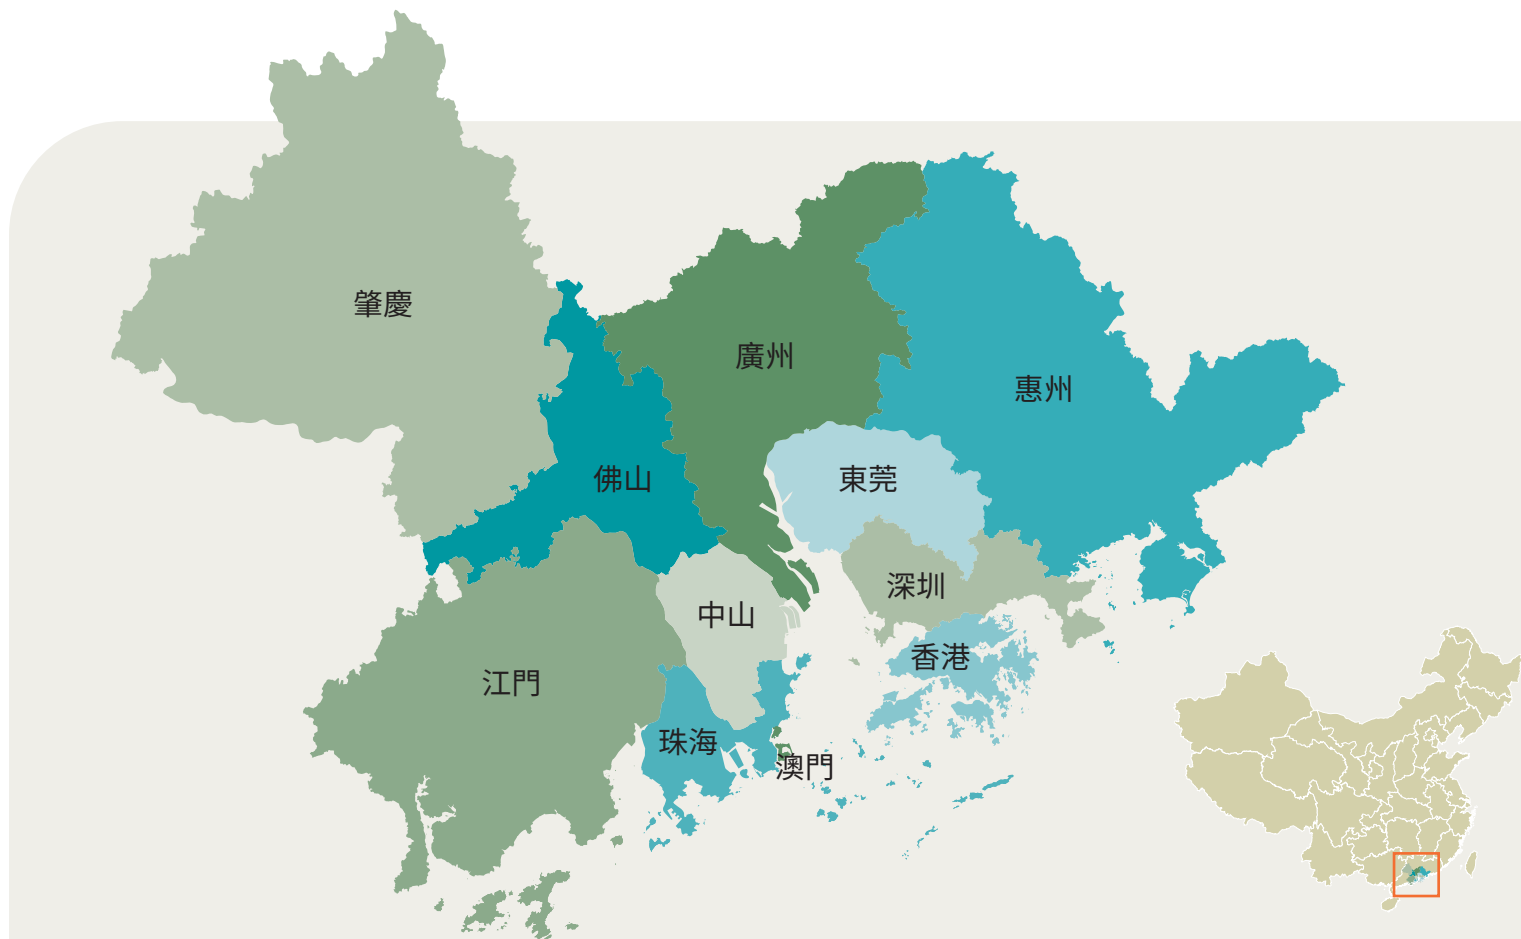 肇慶
廣州
惠州
佛山
東莞
深圳
中山
香港
江門
珠海
澳門